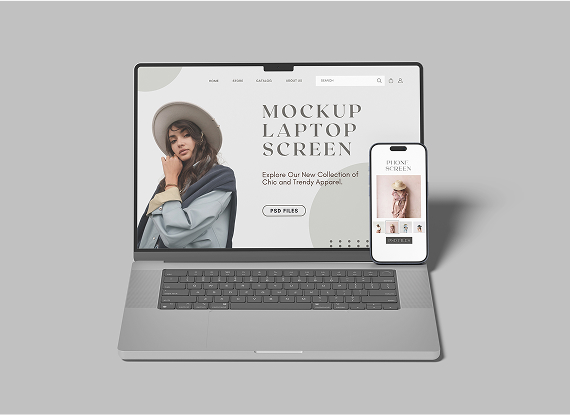 HOME
CATALOG
ABOUT US
SEARCH
MOCKUP
LAPTOP
SCREEN
Explore Our New Collection of
Chic and Trendy Apparel.
PSD FILES
PHONE
SCREEN
PSD FILES